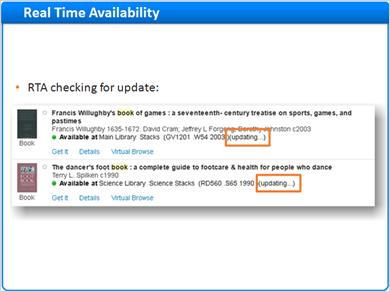 Real Time Availability
• RTA checking for update:
Francis Willughby's book of games : a seventeenth- century treatise on sports, games, and
pastimes
Francis Willughby 1635-1672. David Cram; Jeffrey L Forgeng; Dorothy Johnston c2003
Available at Main Library Stacks (GV1201 .W54 2003 )(updating...)
Book
Get It Details Virtual Browse
The dancer's foot book : a complete guide to footcare & health for people who dance
Terry L. Spilken c1990
Available at Science Library Science Stacks (RD560 .S65 1990 )(updating...)
Book
Get It Details Virtual Browse